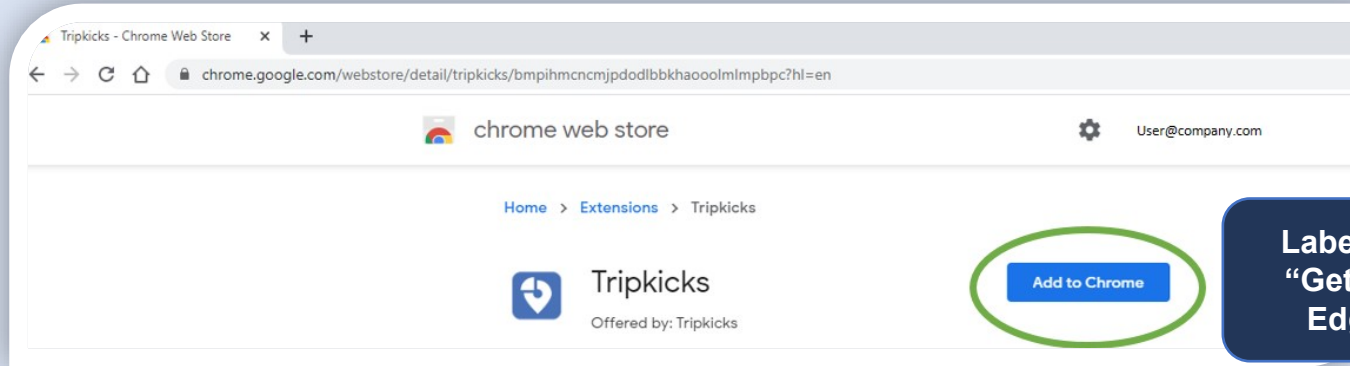 Tripkicks - Chrome Web Store
chrome.google.com/webstore/detail/tripkicks/bmpihmcncmjpdodlbbkhaooolmlmpbpc?hl=en
chrome web store
User@company.com
Home > Extensions > Tripkicks
Tripkicks
Add to Chrome
Offered by: Tripkicks
“Get